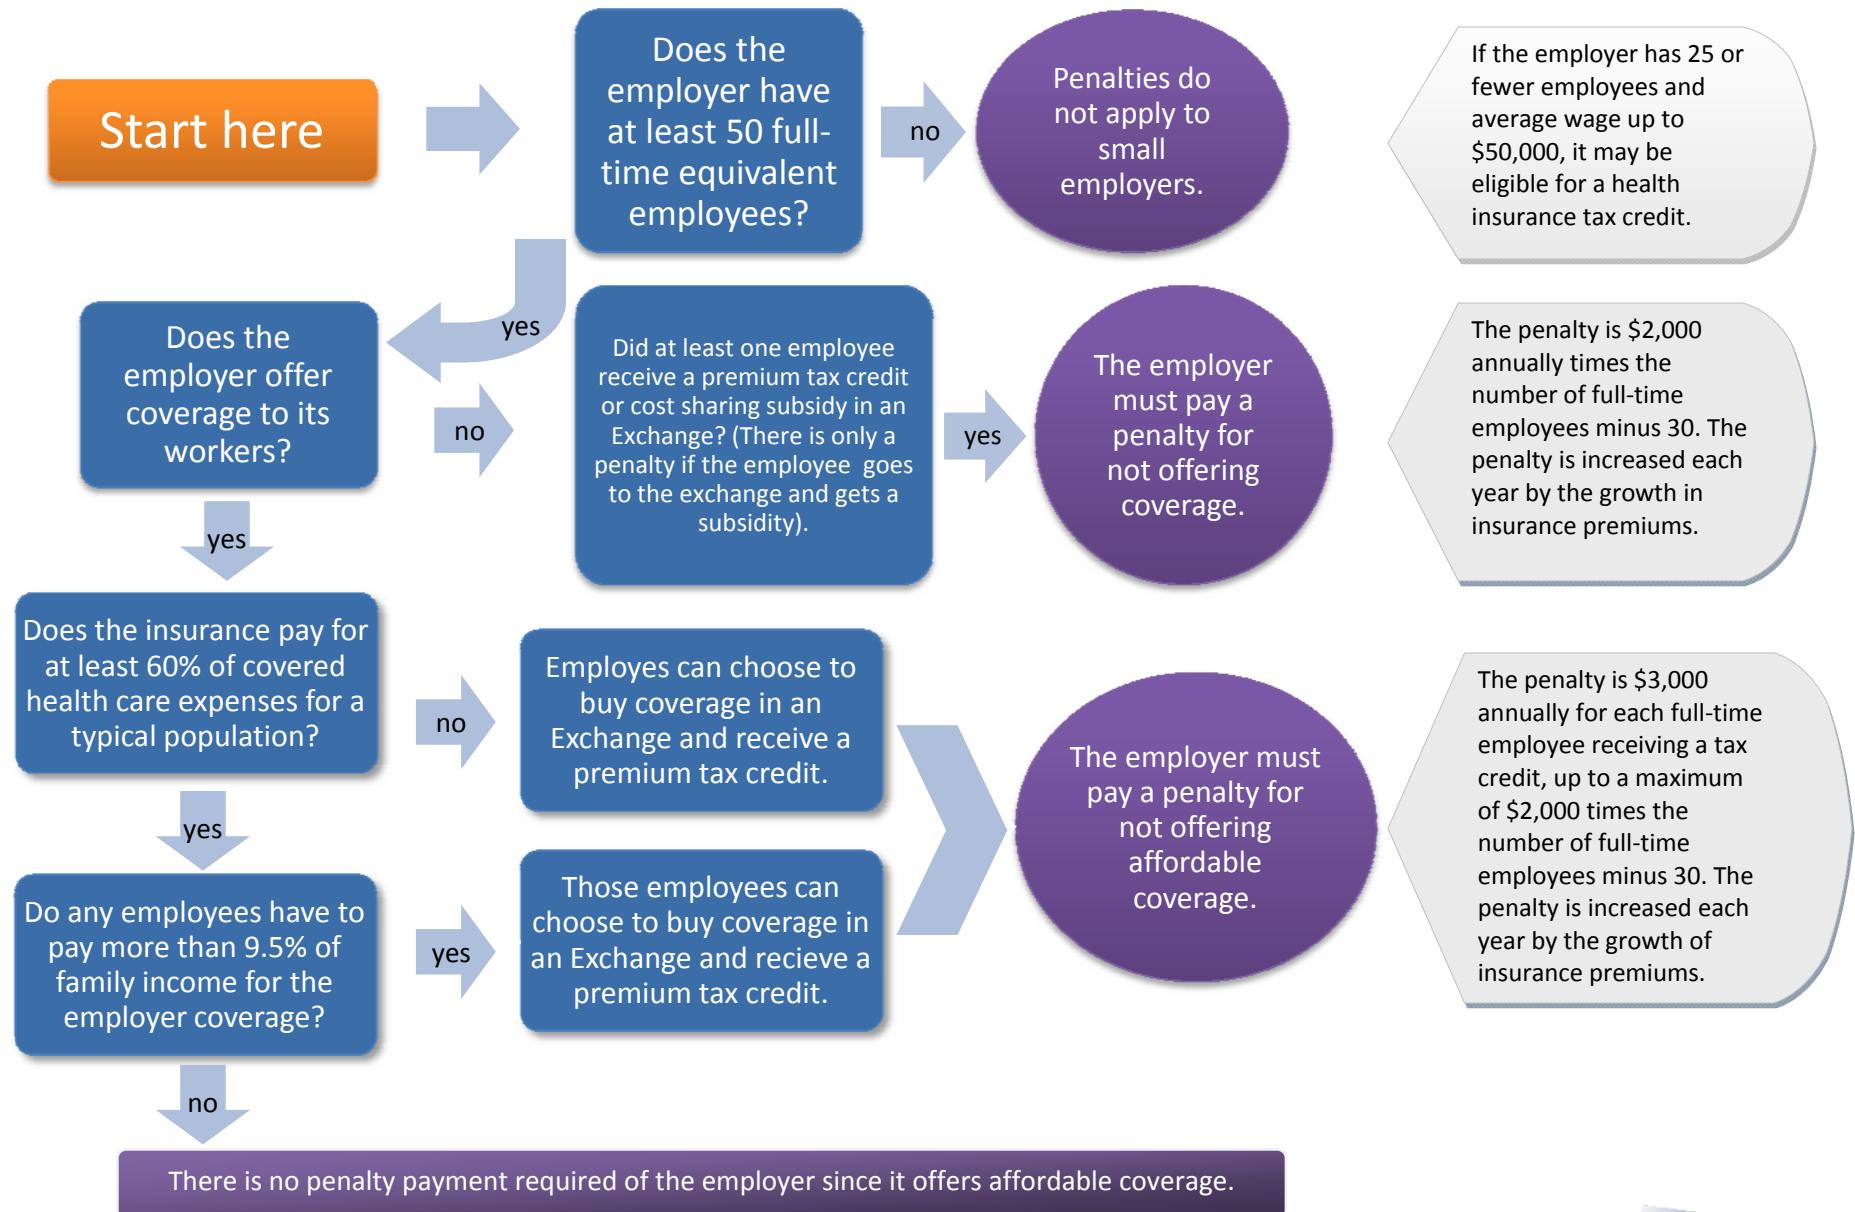 Start here
Does the
employer have
at least 50 full-
time equivalent
employees?
no
Penalties do
not apply to
small
employers.
If the employer has 25 or
fewer employees and
average wage up to
$50,000, it may be
eligible for a health
insurance tax credit.
yes
Does the
employer offer
coverage to its
workers?
no
Did at least one employee
receive a premium tax credit
or cost sharing subsidy in an
Exchange? (There is only a
penalty if the employee goes
to the exchange and gets a
subsidity).
yes
The employer
must pay a
penalty for
not offering
coverage.
The penalty is $2,000
annually times the
number of full-time
employees minus 30. The
penalty is increased each
year by the growth in
insurance premiums.
yes
Does the insurance pay for
at least 60% of covered
health care expenses for a
typical population?
no
Employes can choose to
buy coverage in an
Exchange and receive a
premium tax credit.
The employer must
pay a penalty for
not offering
affordable
coverage.
The penalty is $3,000
annually for each full-time
employee receiving a tax
credit, up to a maximum
of $2,000 times the
number of full-time
employees minus 30. The
penalty is increased each
year by the growth of
insurance premiums.
yes
Do any employees have to
pay more than 9.5% of
family income for the
employer coverage?
yes
Those employees can
choose to buy coverage in
an Exchange and recieve a
premium tax credit.
no
There is no penalty payment required of the employer since it offers affordable coverage.